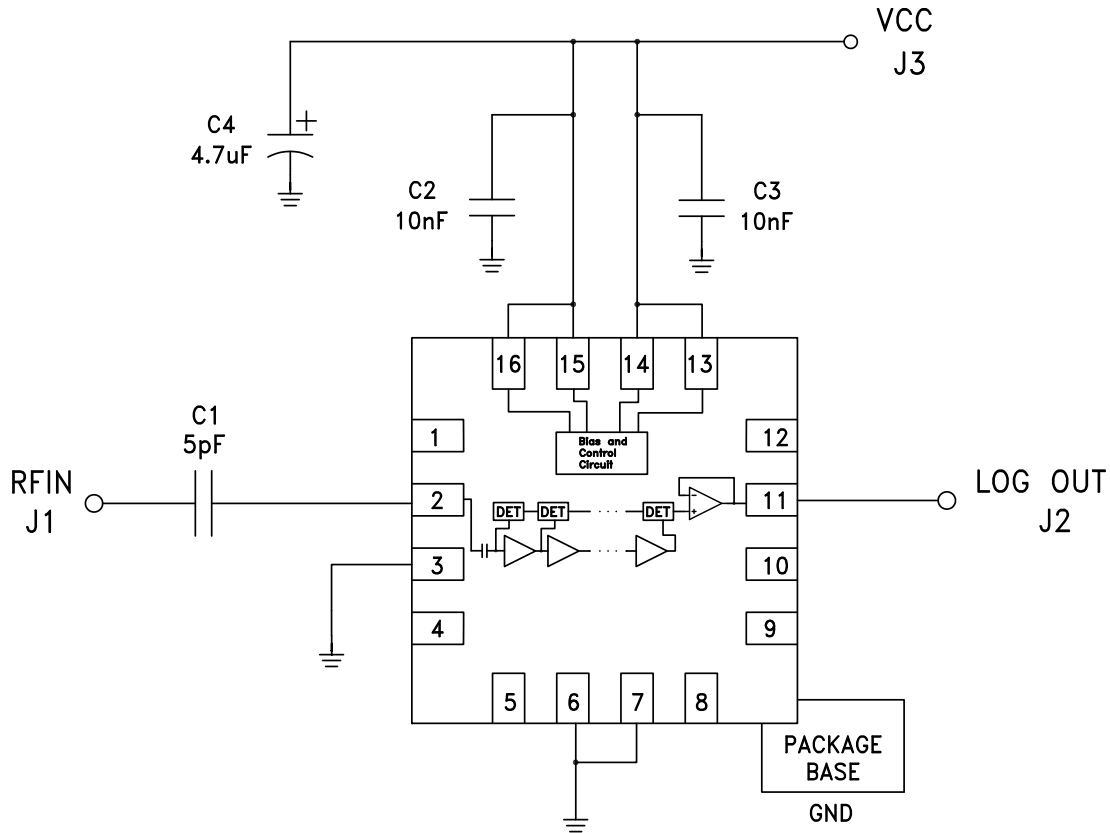 VCC
J3
C4
+
4.7uF
C2
10nF
C3
10nF
16 15 14 13
Bias and
Control
Circuit
C1
5pF
1
12
RFIN
J1
2
11
LOG OUT
J2
DET DET DET
- +
3
10
4
9
5 6 7 8
PACKAGE
BASE
GND